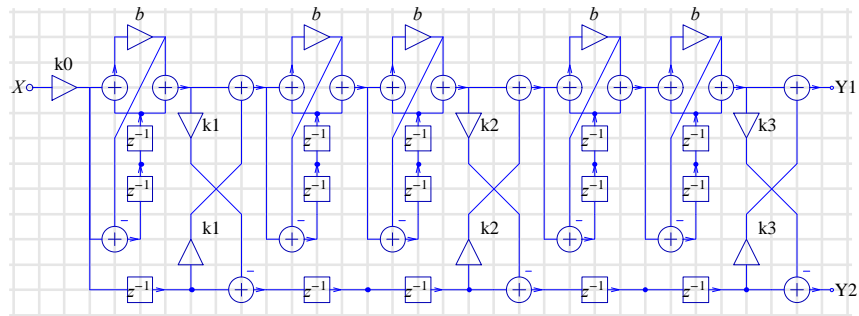 b b b b b
X k0 Y1
k1 k2 k3
z⁻¹ z⁻¹ z⁻¹ z⁻¹ z⁻¹
z⁻¹ z⁻¹ z⁻¹ z⁻¹ z⁻¹
− − − − −
k1 k2 k3
− − −
z⁻¹ z⁻¹ z⁻¹ z⁻¹ z⁻¹ Y2